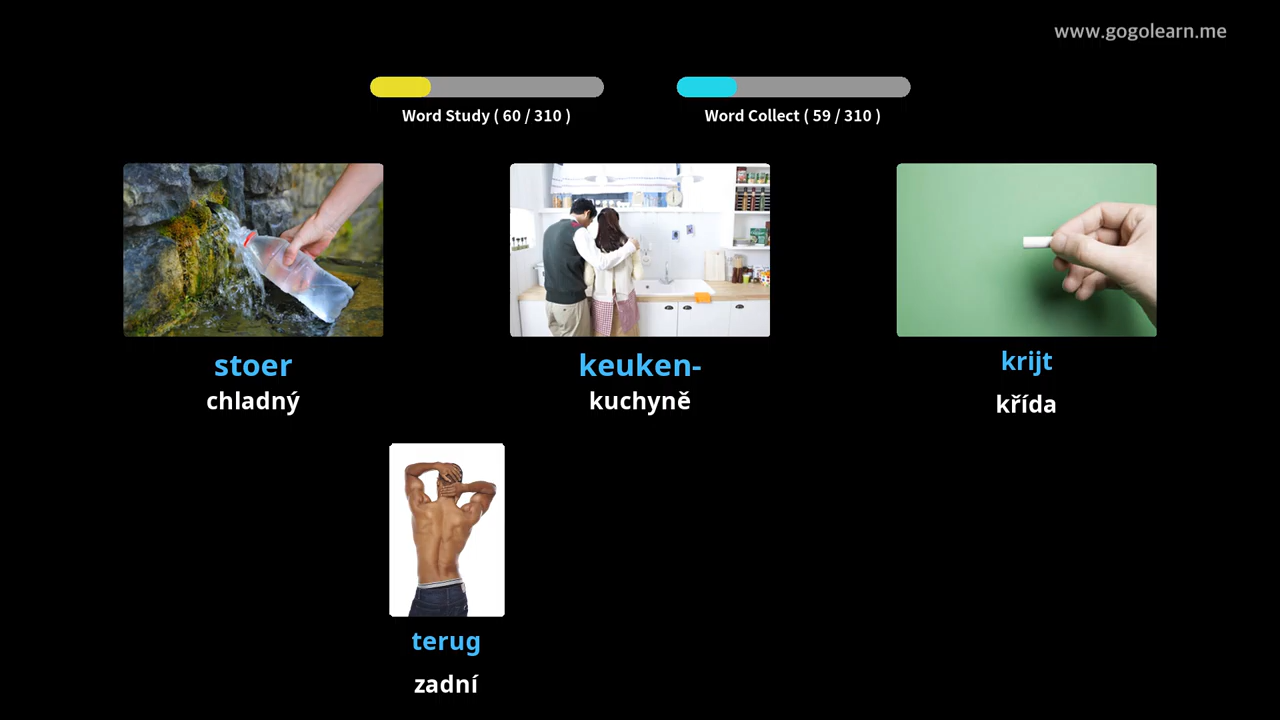 www.gogolearn.me
Word Study ( 60 / 310 )
Word Collect ( 59 / 310 )
stoer
chladný
keuken-
kuchyně
krijt
křída
terug
zadní